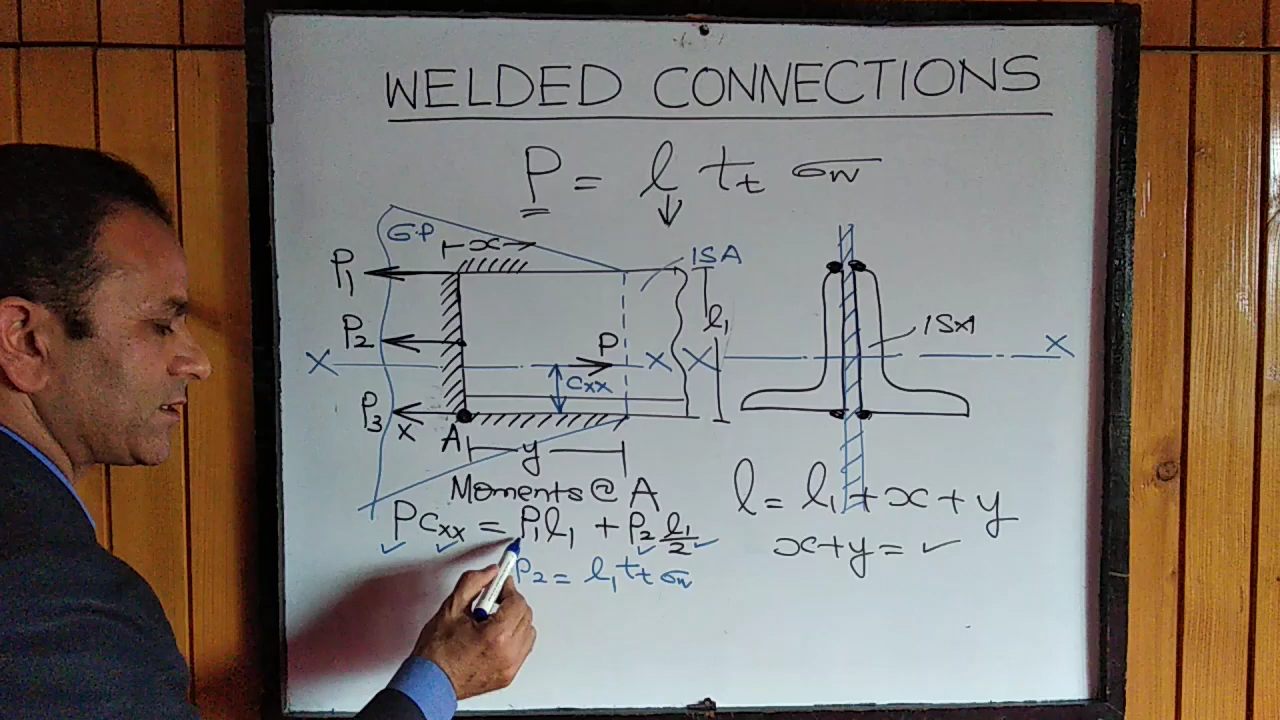 WELDED CONNECTIONS
P = l tt σw
G.P
x
ISA
P1
l1
P2
P
ISA
X X X X
Cxx
P3
X A
y
Moments @ A
l = l1 + x + y
P Cxx = P1 l1 + P2 l1/2
x + y = ✓
P2 = l1 tt σw